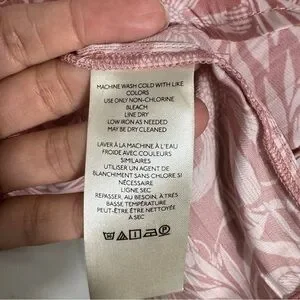 MACHINE WASH COLD WITH LIKE
COLORS
USE ONLY NON-CHLORINE
BLEACH
LINE DRY
LOW IRON AS NEEDED
MAY BE DRY CLEANED
LAVER À LA MACHINE À L'EAU
FROIDE AVEC COULEURS
SIMILAIRES
UTILISER UN AGENT DE
BLANCHIMENT SANS CHLORE SI
NÉCESSAIRE
LIGNE SEC
REPASSER, AU BESOIN, À TRÈS
BASSE TEMPÉRATURE
PEUT-ÊTRE ÊTRE NETTOYÉE
À SEC